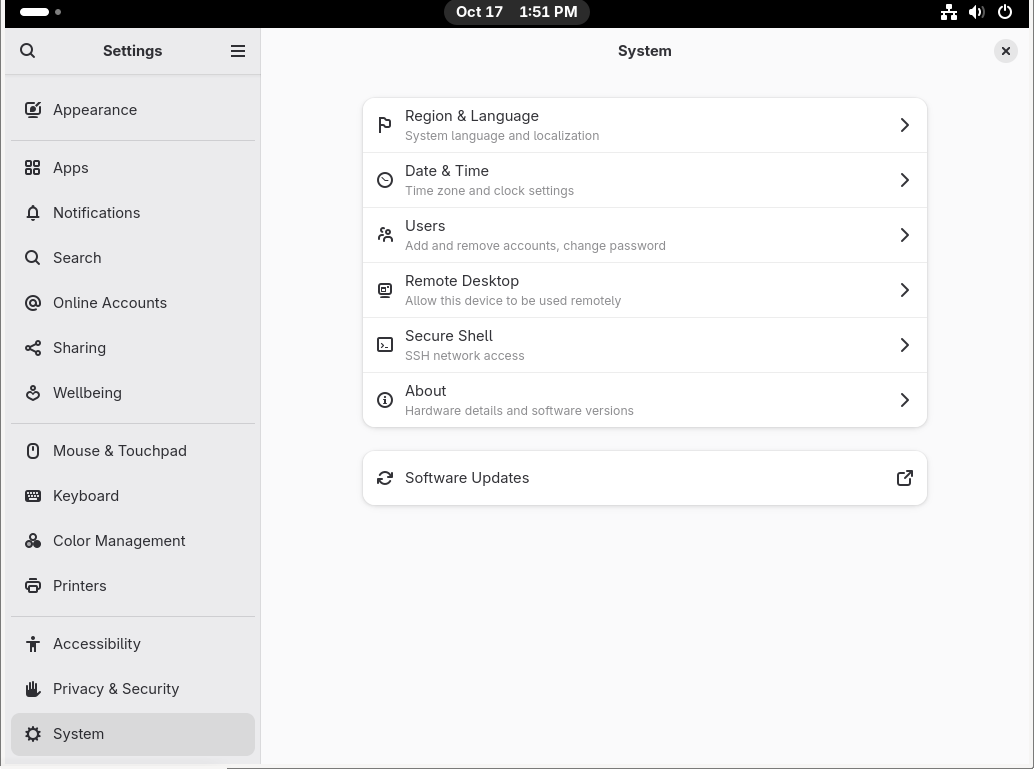 Oct 17 1:51 PM
Settings
System
Appearance
Apps
Notifications
Search
Online Accounts
Sharing
Wellbeing
Mouse & Touchpad
Keyboard
Color Management
Printers
Accessibility
Privacy & Security
System
Region & Language
System language and localization
Date & Time
Time zone and clock settings
Users
Add and remove accounts, change password
Remote Desktop
Allow this device to be used remotely
Secure Shell
SSH network access
About
Hardware details and software versions
Software Updates